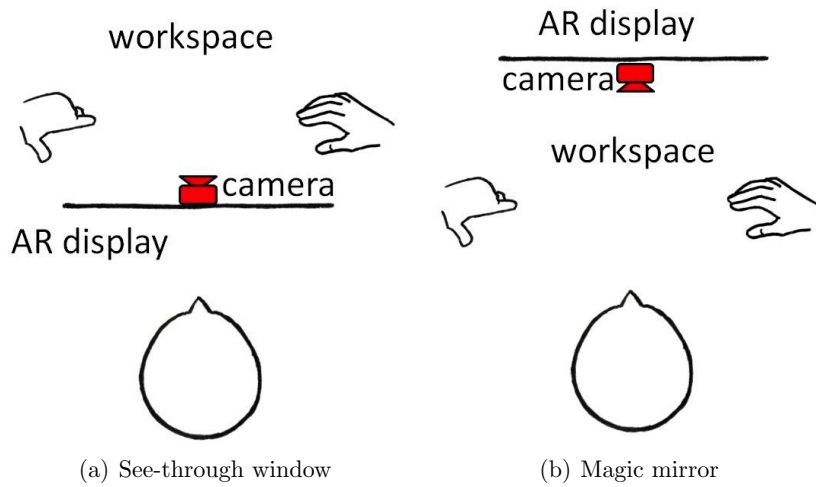 workspace
camera
AR display
(a) See-through window
AR display
camera
workspace
(b) Magic mirror